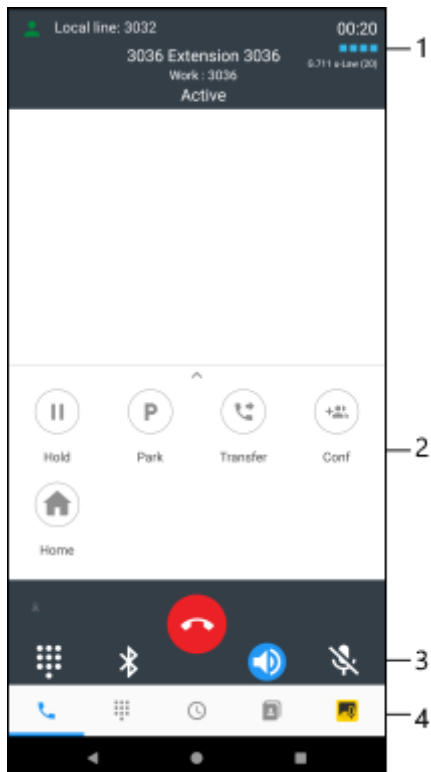 Local line: 3032
00:20
1
3036 Extension 3036
G.711 u-Law (20)
Work : 3036
Active
P
Hold
Park
Transfer
Conf
2
Home
3
4